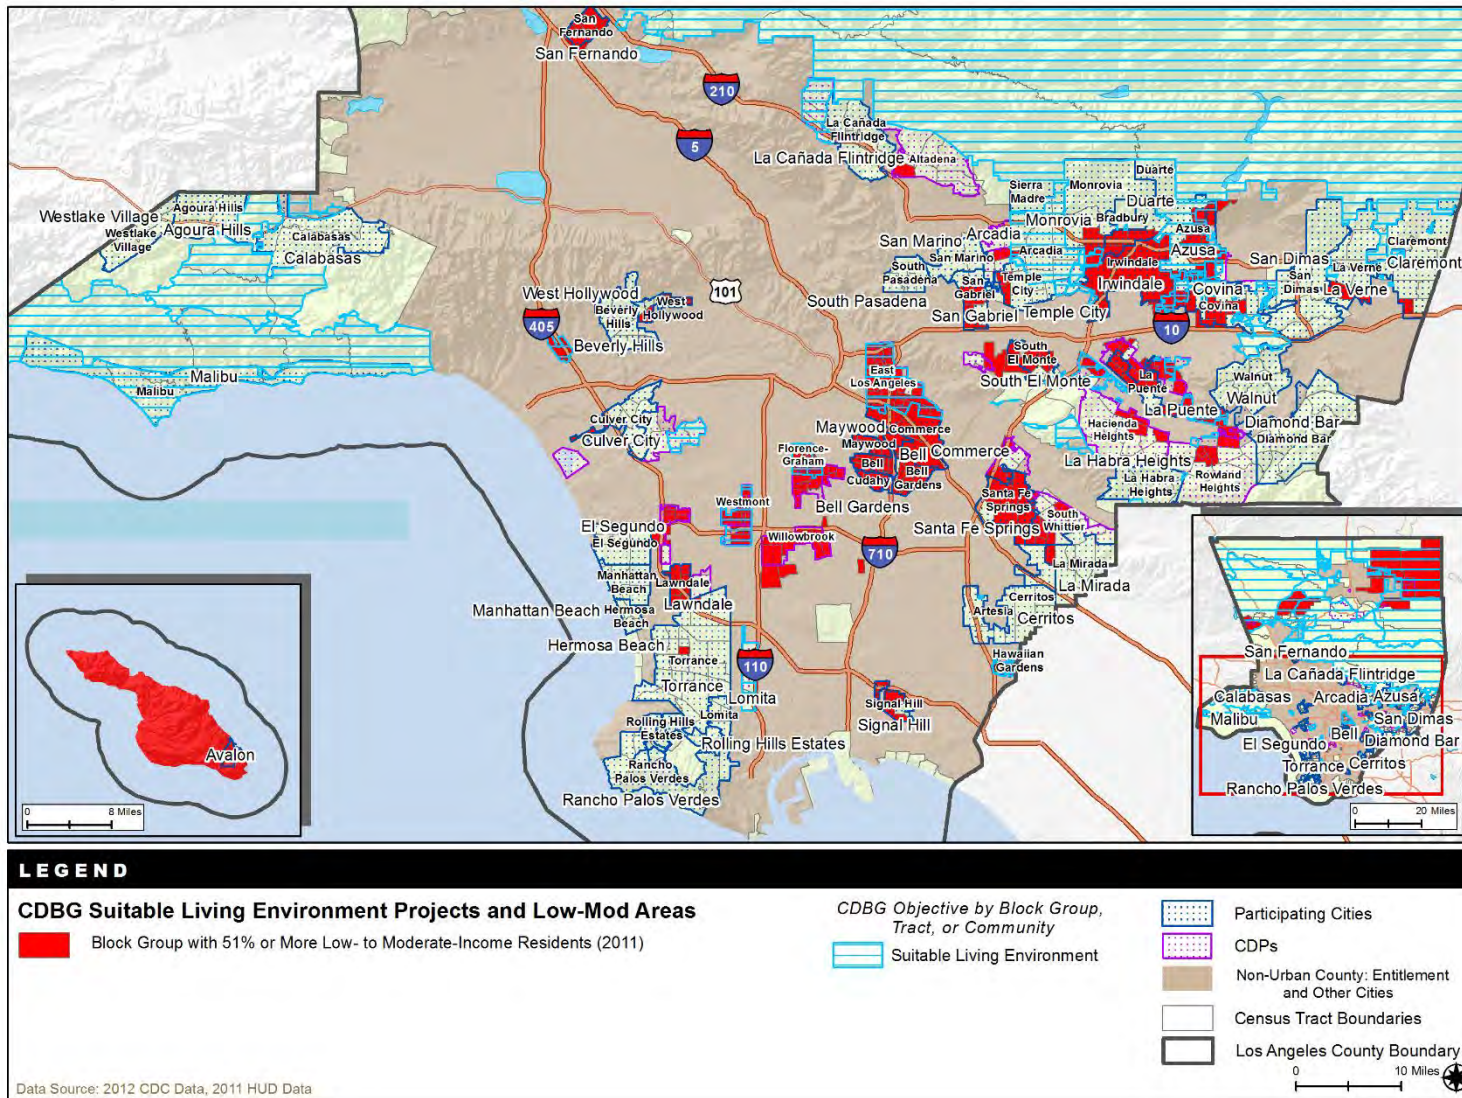 San
Fernando
San Fernando
210
5
La Cañada
Flintridge
La Cañada Flintridge
Altadena
Sierra
Madre
Monrovia
Duarte
Duarte
Monrovia
Bradbury
Azusa
Azusa
Arcadia
Arcadia
San Marino
San Marino
South
Pasadena
South Pasadena
San
Gabriel
San Gabriel
Temple
City
Temple City
Irwindale
Irwindale
Covina
Covina
San Dimas
San
Dimas
La Verne
La Verne
Claremont
Claremont
10
Westlake Village
Westlake
Village
Agoura Hills
Agoura Hills
Calabasas
Calabasas
Malibu
Malibu
West Hollywood
Beverly
Hills
West
Hollywood
Beverly Hills
101
405
East
Los Angeles
South
El Monte
South El Monte
La
Puente
La Puente
Walnut
Walnut
Diamond Bar
Diamond Bar
Hacienda
Heights
La Habra Heights
La Habra
Heights
Rowland
Heights
Culver City
Culver City
Maywood
Maywood
Commerce
Commerce
Bell
Bell
Cudahy
Bell
Gardens
Bell Gardens
Florence-
Graham
Westmont
Willowbrook
710
Santa Fe
Springs
Santa Fe Springs
South
Whittier
La Mirada
La Mirada
El Segundo
El Segundo
Manhattan
Beach
Manhattan Beach
Lawndale
Lawndale
Hermosa
Beach
Hermosa Beach
Cerritos
Artesia
Cerritos
Hawaiian
Gardens
Torrance
Torrance
110
Lomita
Lomita
Rolling Hills
Estates
Rolling Hills Estates
Rancho
Palos Verdes
Rancho Palos Verdes
Signal Hill
Signal Hill
Avalon
0 8 Miles
San Fernando
La Cañada Flintridge
Calabasas
Arcadia
Azusa
Malibu
San Dimas
Bell
Diamond Bar
El Segundo
Cerritos
Torrance
Rancho Palos Verdes
0 20 Miles
LEGEND
CDBG Suitable Living Environment Projects and Low-Mod Areas
Block Group with 51% or More Low- to Moderate-Income Residents (2011)
CDBG Objective by Block Group,
Tract, or Community
Suitable Living Environment
Participating Cities
CDPs
Non-Urban County: Entitlement
and Other Cities
Census Tract Boundaries
Los Angeles County Boundary
0 10 Miles
Data Source: 2012 CDC Data, 2011 HUD Data